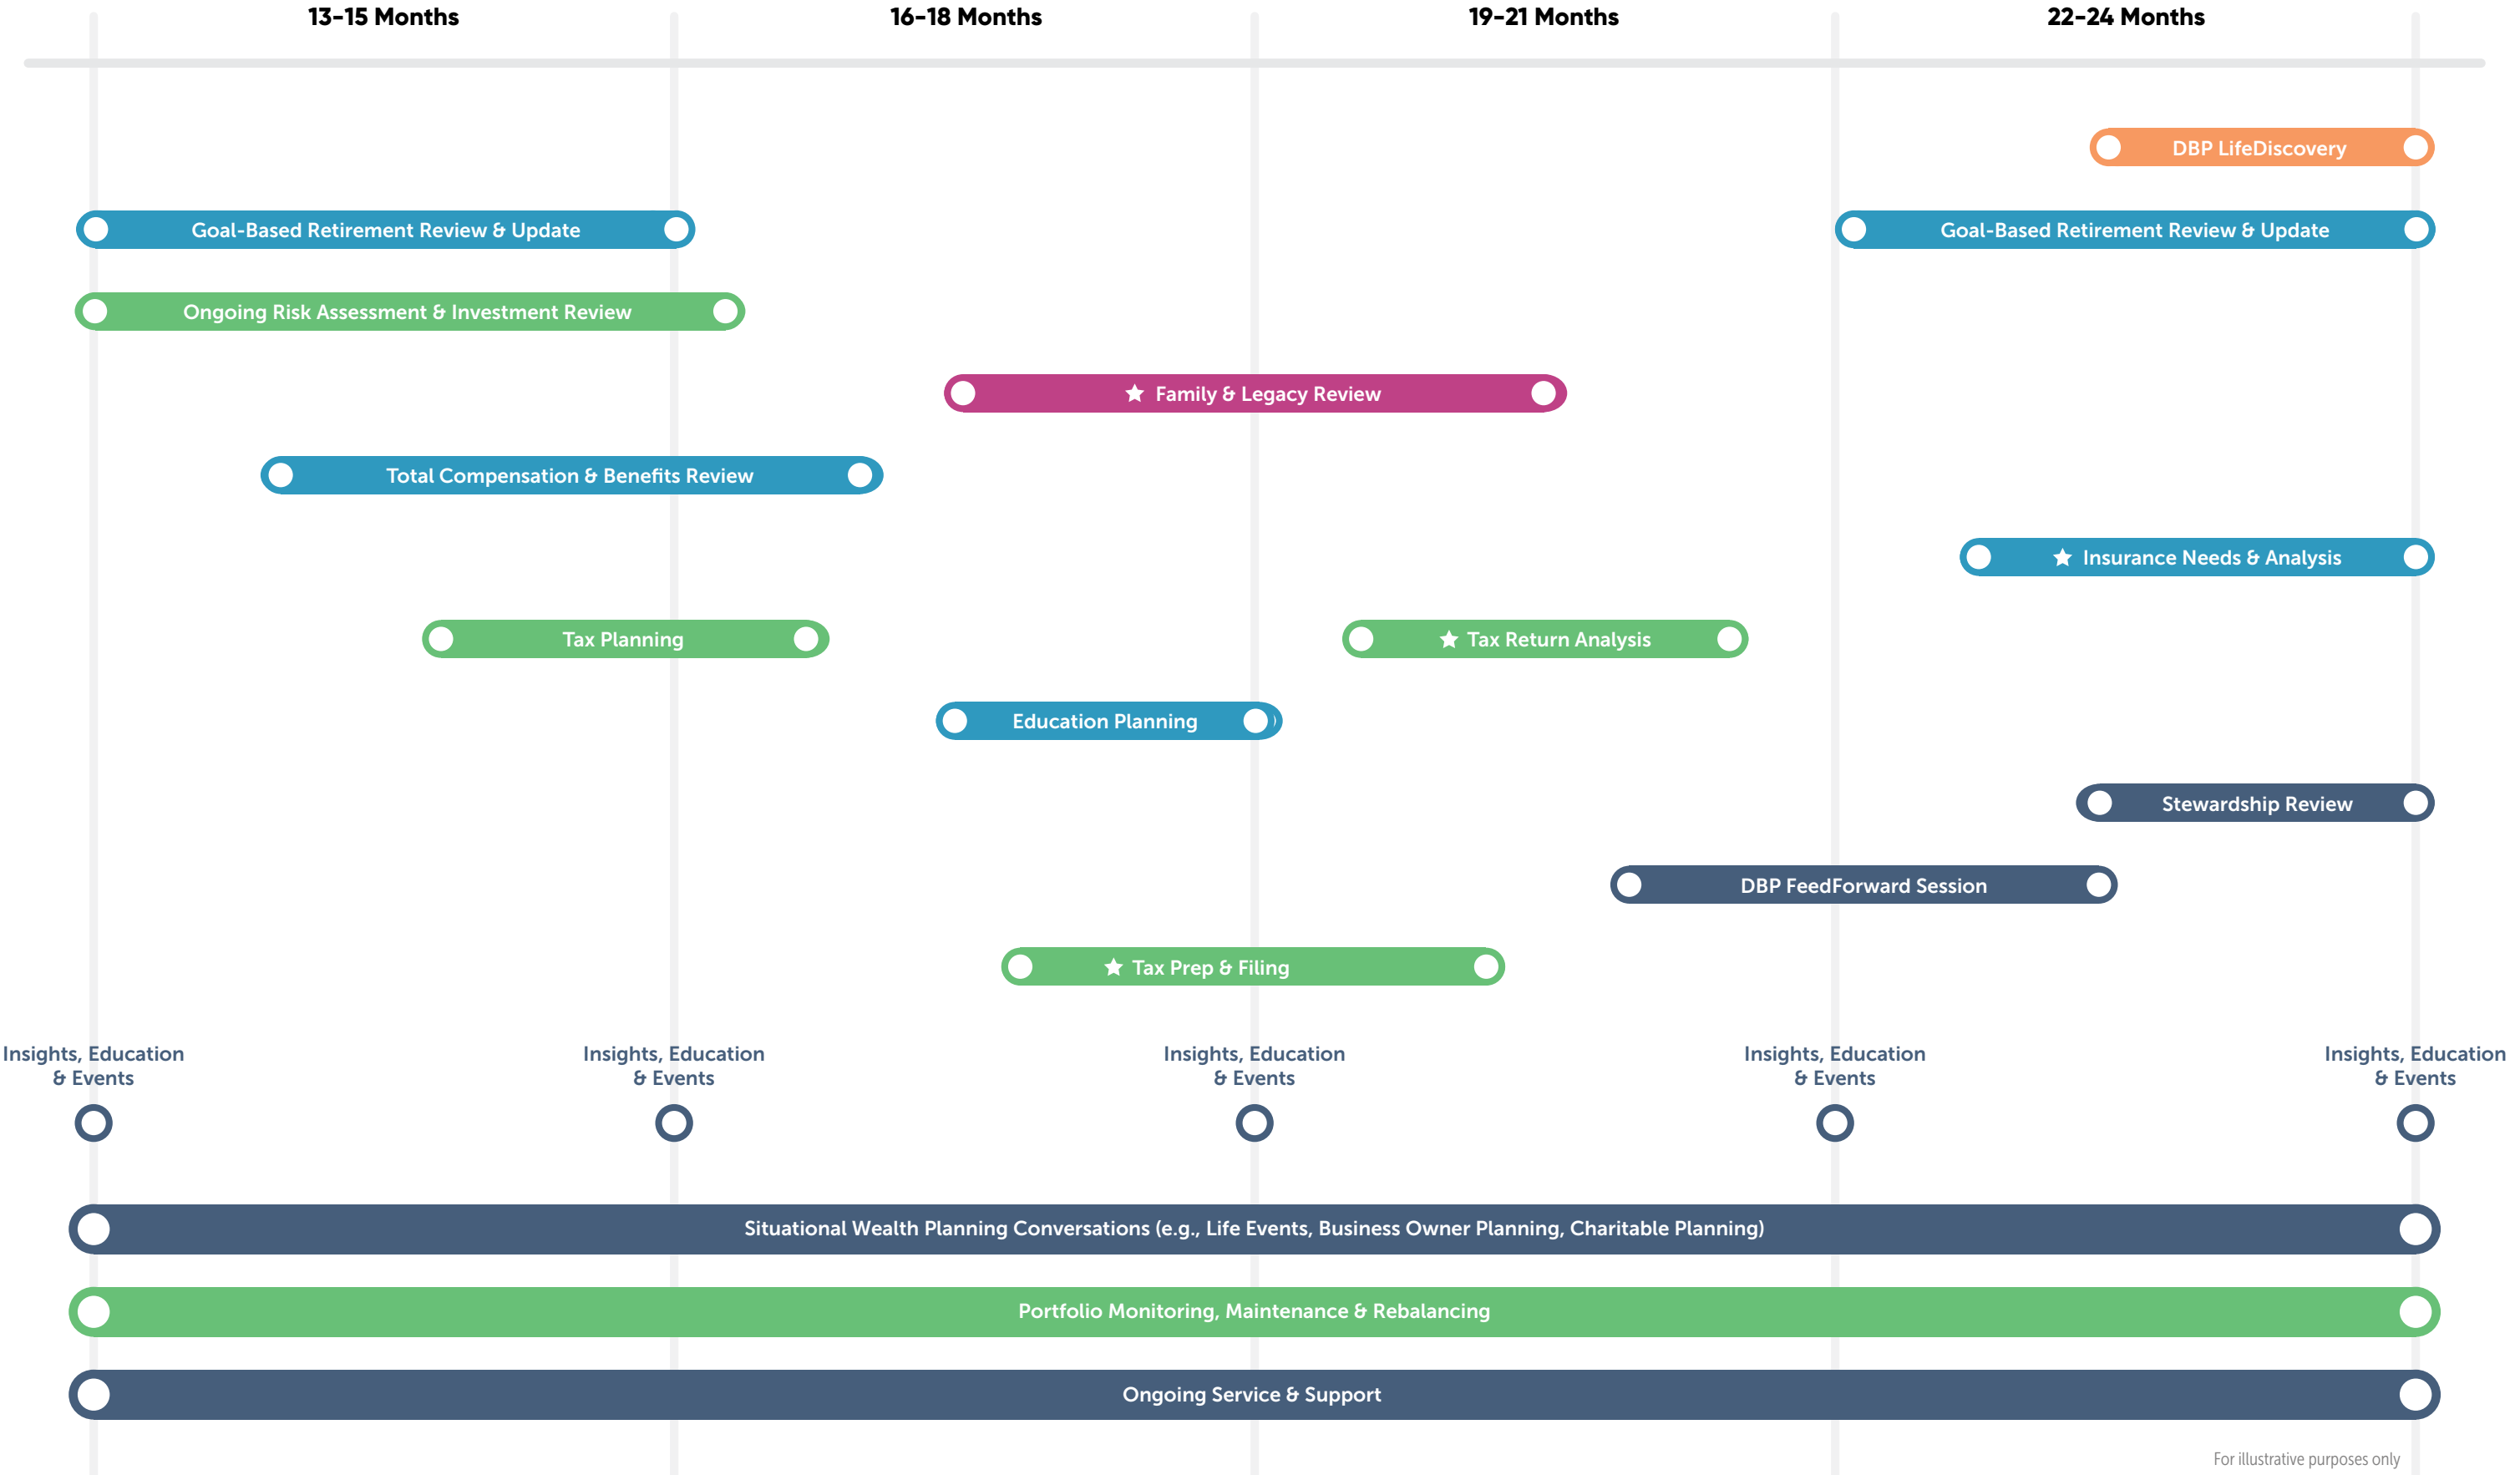 13-15 Months
16-18 Months
19-21 Months
22-24 Months
DBP LifeDiscovery
Goal-Based Retirement Review & Update
Goal-Based Retirement Review & Update
Ongoing Risk Assessment & Investment Review
★ Family & Legacy Review
Total Compensation & Benefits Review
★ Insurance Needs & Analysis
Tax Planning
★ Tax Return Analysis
Education Planning
Stewardship Review
DBP FeedForward Session
★ Tax Prep & Filing
Insights, Education
& Events
Insights, Education
& Events
Insights, Education
& Events
Insights, Education
& Events
Insights, Education
& Events
Situational Wealth Planning Conversations (e.g., Life Events, Business Owner Planning, Charitable Planning)
Portfolio Monitoring, Maintenance & Rebalancing
Ongoing Service & Support
For illustrative purposes only